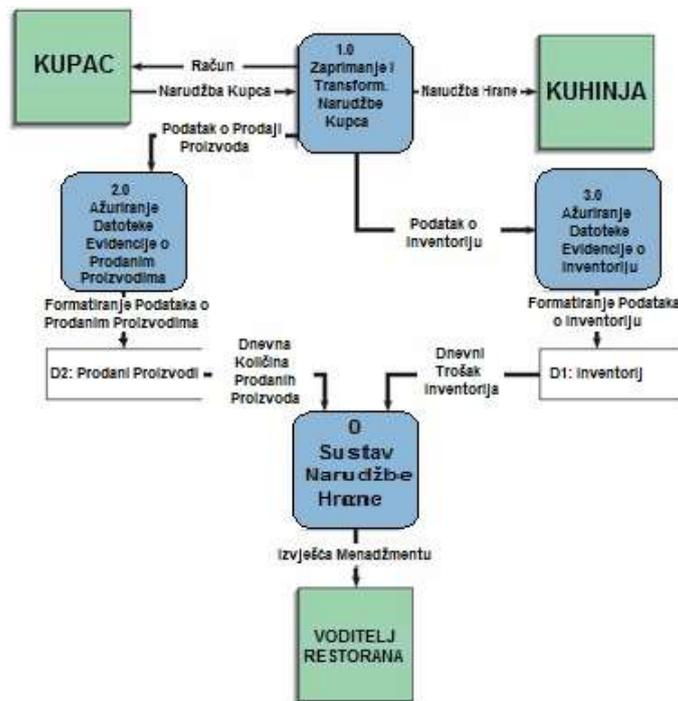 KUPAC
Račun
Narudžba Kupca
1.0
Zaprimanje i
Transform.
Narudžbe
Kupca
Narudžba Hrane
KUHINJA
Podatak o Prodaji
Proizvoda
2.0
Ažuriranje
Datoteke
Evidencije o
Prodanim
Proizvodima
Podatak o
Inventoriju
3.0
Ažuriranje
Datoteke
Evidencije o
Inventoriju
Formatiranje Podataka o
Prodanim Proizvodima
Formatiranje Podataka
o Inventoriju
D2: Prodani Proizvodi
Dnevna
Količina
Prodanih
Proizvoda
Dnevni
Trošak
Inventorija
D1: Inventorij
0
Sustav
Narudžbe
Hrane
Izvješća Menadžmentu
VODITELJ
RESTORANA